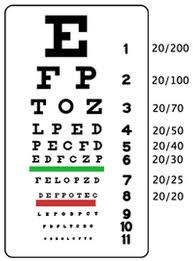 E 1 20/200
F P 2 20/100
T O Z 3 20/70
L P E D 4 20/50
P E C F D 5 20/40
E D F C Z P 6 20/30
7 20/25
D E F P O T E C 8 20/20
9
10
11